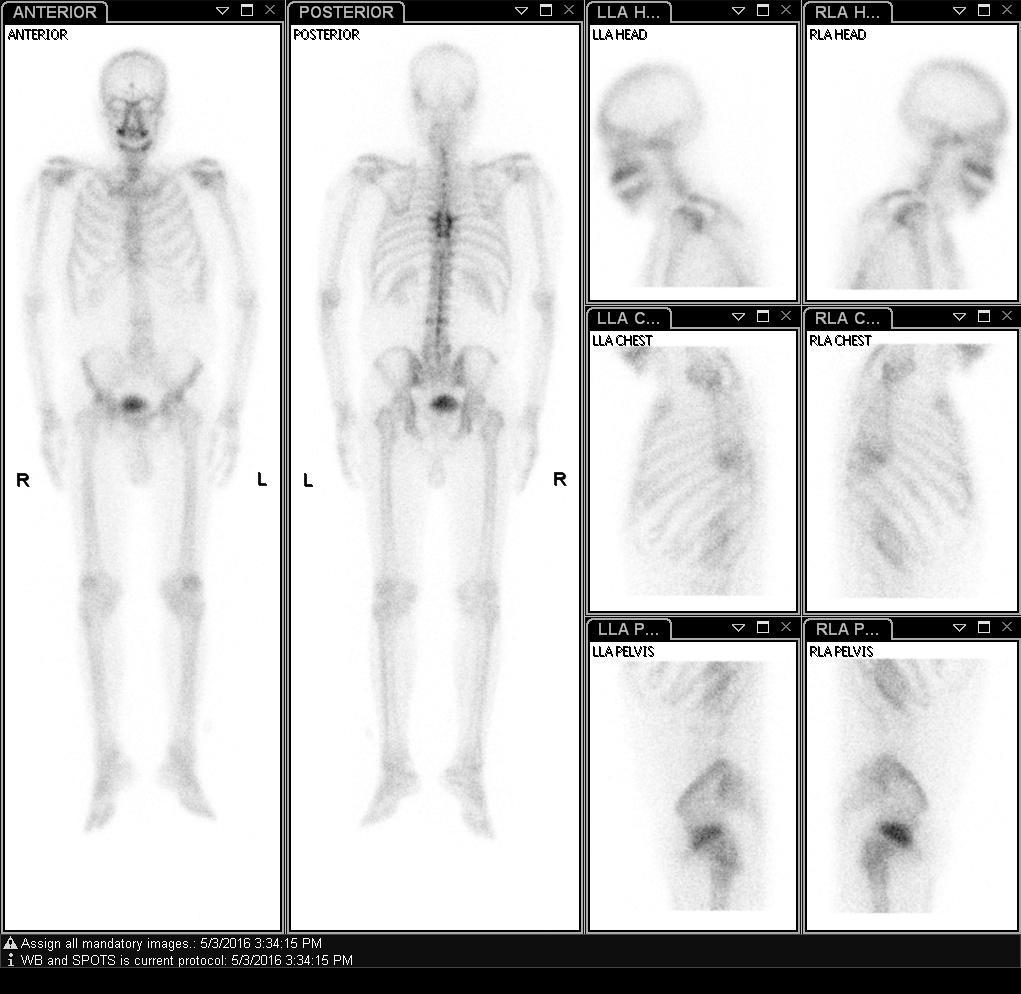 ANTERIOR
POSTERIOR
LLA H...
RLA H...
ANTERIOR
POSTERIOR
LLA HEAD
RLA HEAD
LLA C...
RLA C...
LLA CHEST
RLA CHEST
R
L
L
R
LLA P...
RLA P...
LLA PELVIS
RLA PELVIS
Assign all mandatory images.: 5/3/2016 3:34:15 PM
WB and SPOTS is current protocol: 5/3/2016 3:34:15 PM